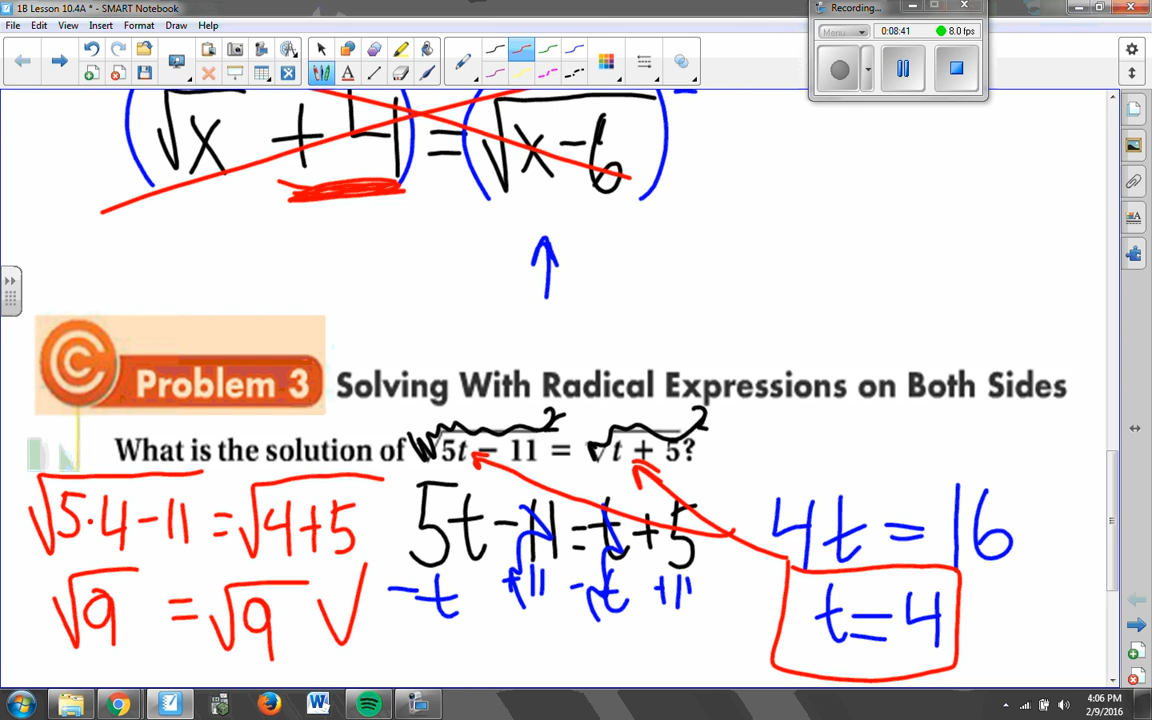 1B Lesson 10.4A * - SMART Notebook
Recording...
File Edit View Insert Format Draw Help
Menu 0:08:41 8.0 fps
(√x + 4) = (√x-6)
C Problem 3 Solving With Radical Expressions on Both Sides
What is the solution of √5t − 11 = √t + 5?
2 2
√5·4-11 = √4+5
5t-11=t+5
4t=16
-t +11 -t +11
√9 = √9 ✓
t=4
4:06 PM
2/9/2016